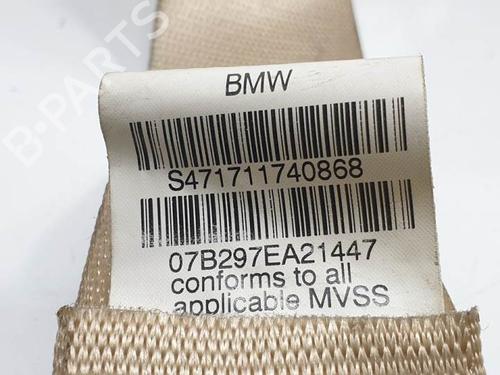 BMW
S471711740868
07B297EA21447
conforms to all
applicable MVSS
B-PARTS